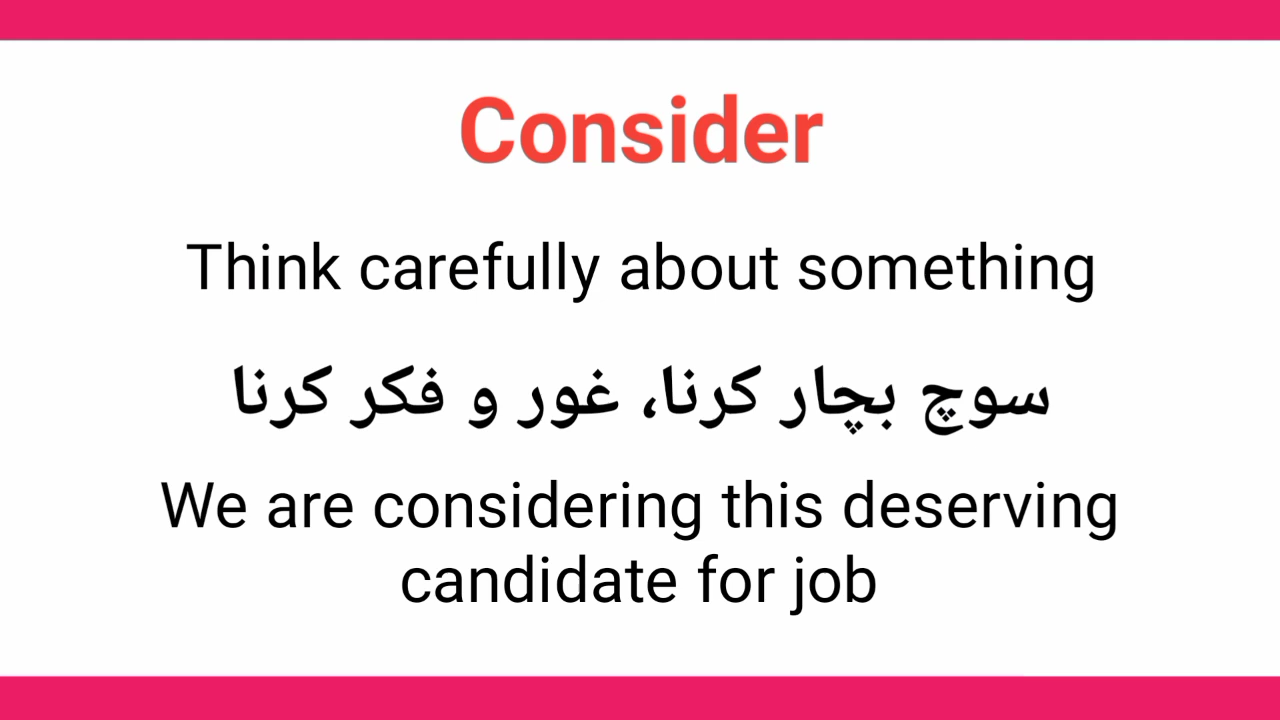 Consider
Think carefully about something
سوچ بچار کرنا، غور و فکر کرنا
We are considering this deserving
candidate for job